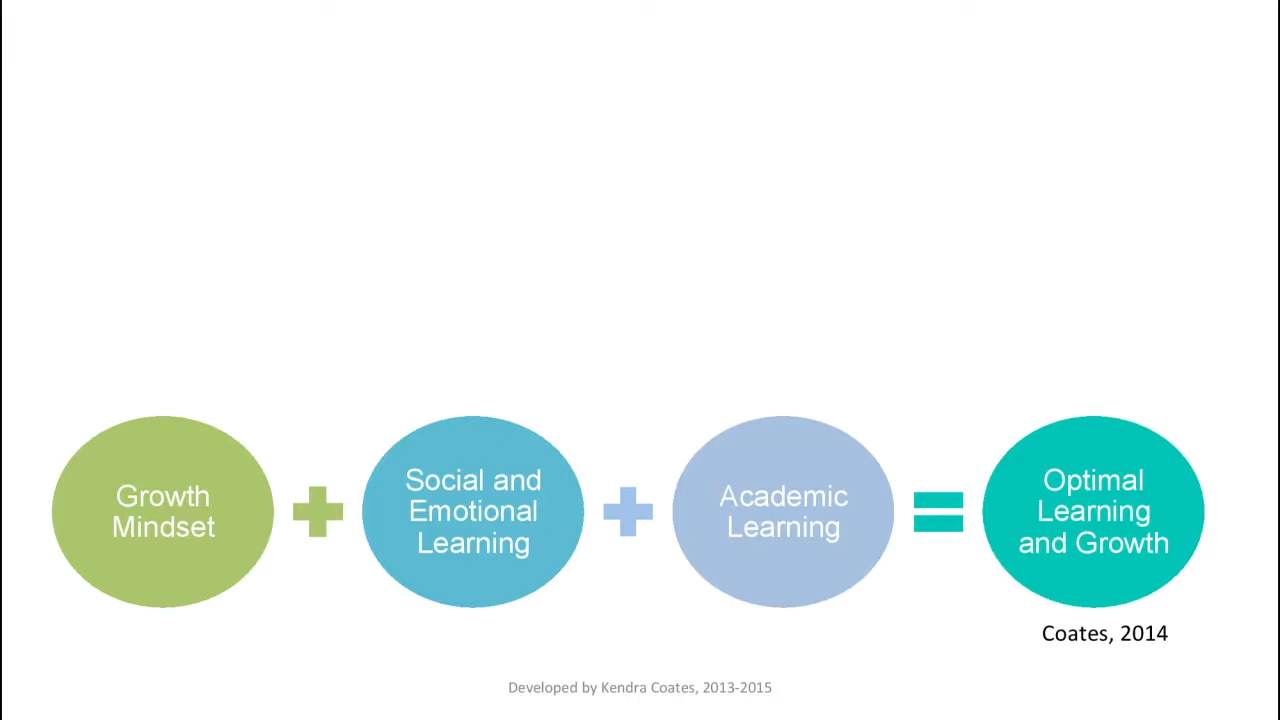 Growth
Mindset
Social and
Emotional
Learning
Academic
Learning
Optimal
Learning
and Growth
Coates, 2014
Developed by Kendra Coates, 2013-2015